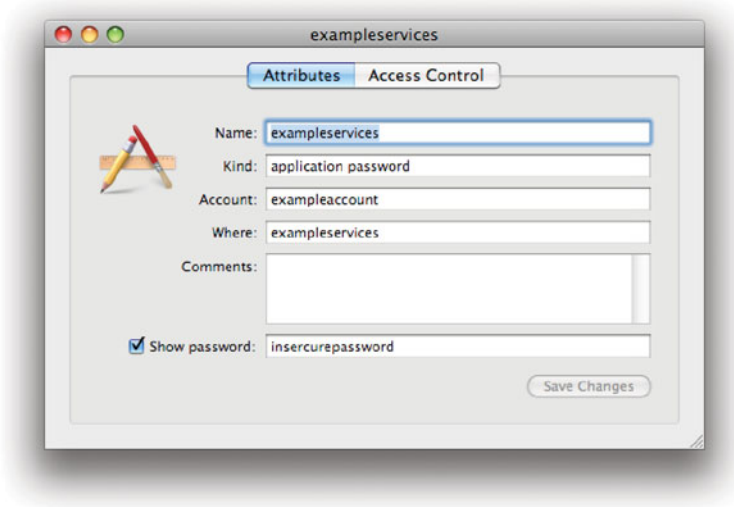 exampleservices
Attributes Access Control
Name: exampleservices
Kind: application password
Account: exampleaccount
Where: exampleservices
Comments:
Show password: insercurepassword
Save Changes